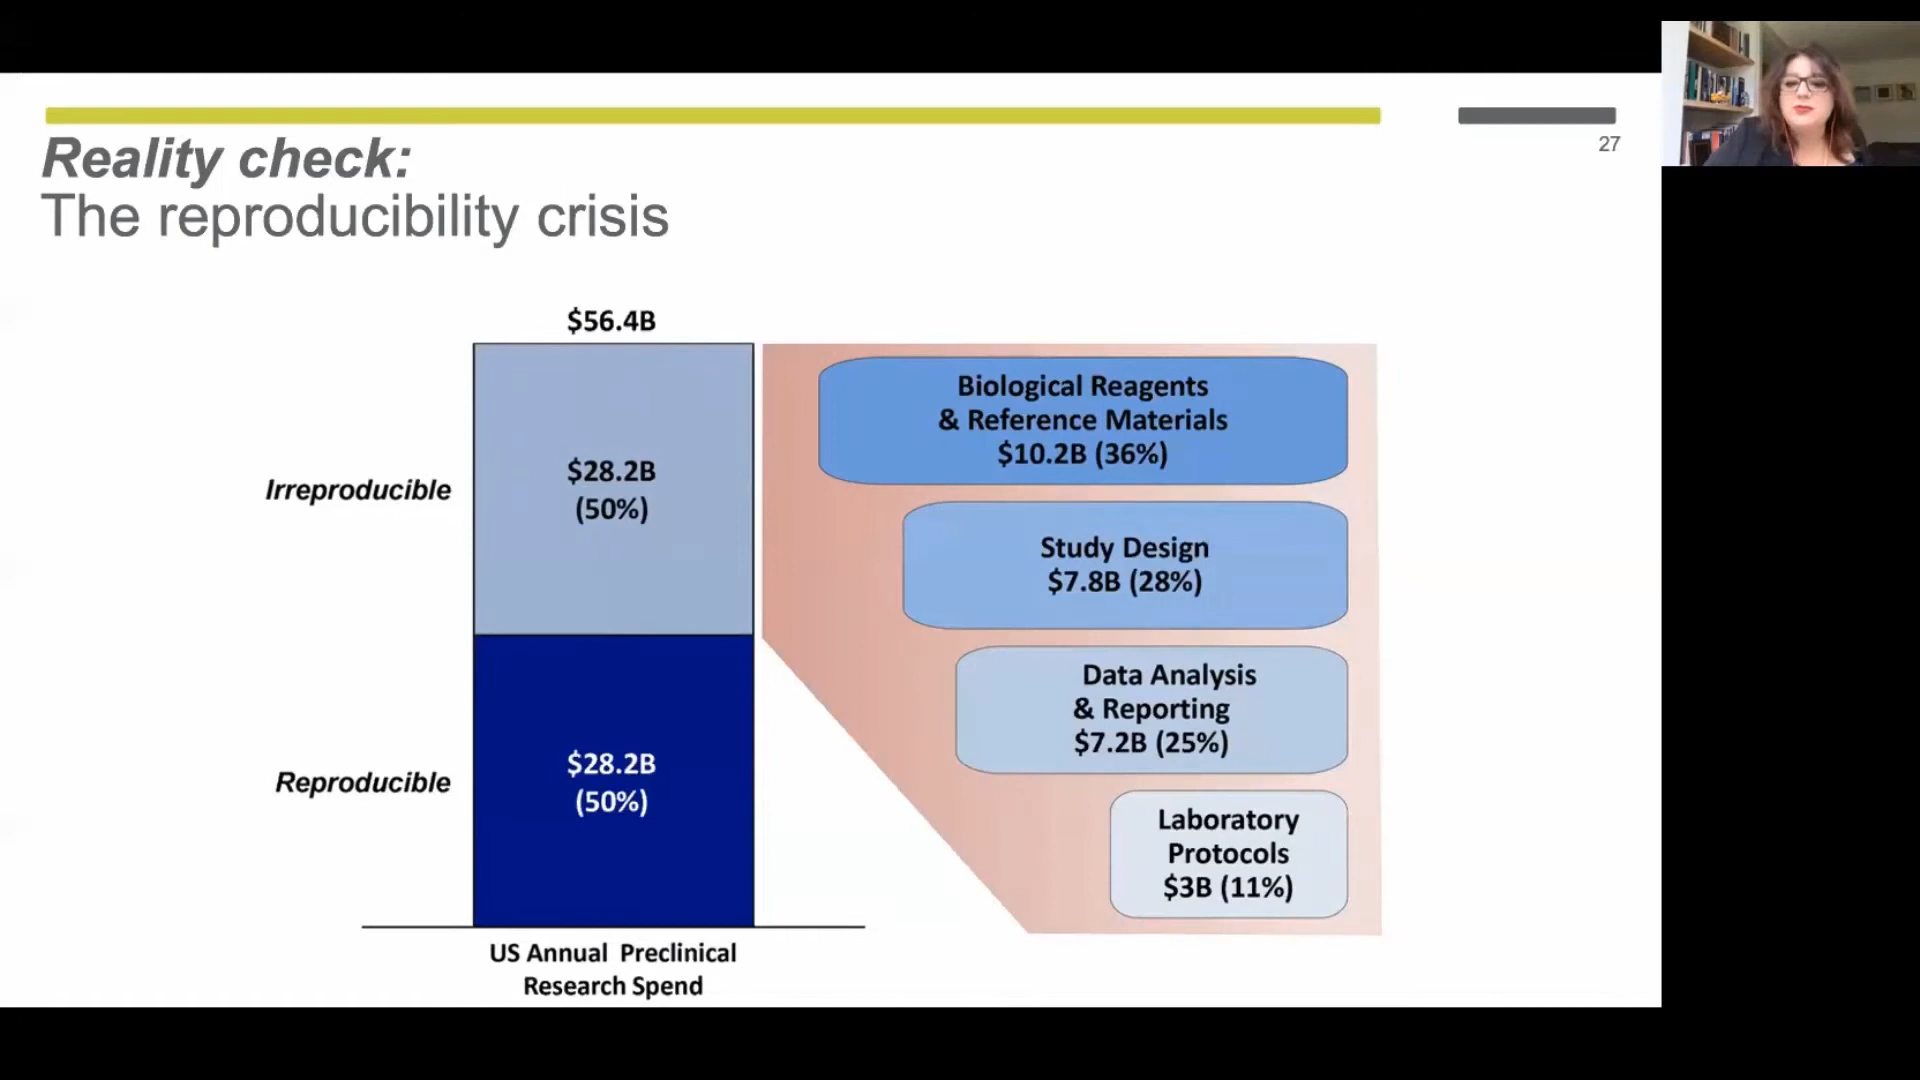 27
Reality check:
The reproducibility crisis
$56.4B
Irreproducible
$28.2B
(50%)
Reproducible
$28.2B
(50%)
US Annual Preclinical
Research Spend
Biological Reagents
& Reference Materials
$10.2B (36%)
Study Design
$7.8B (28%)
Data Analysis
& Reporting
$7.2B (25%)
Laboratory
Protocols
$3B (11%)